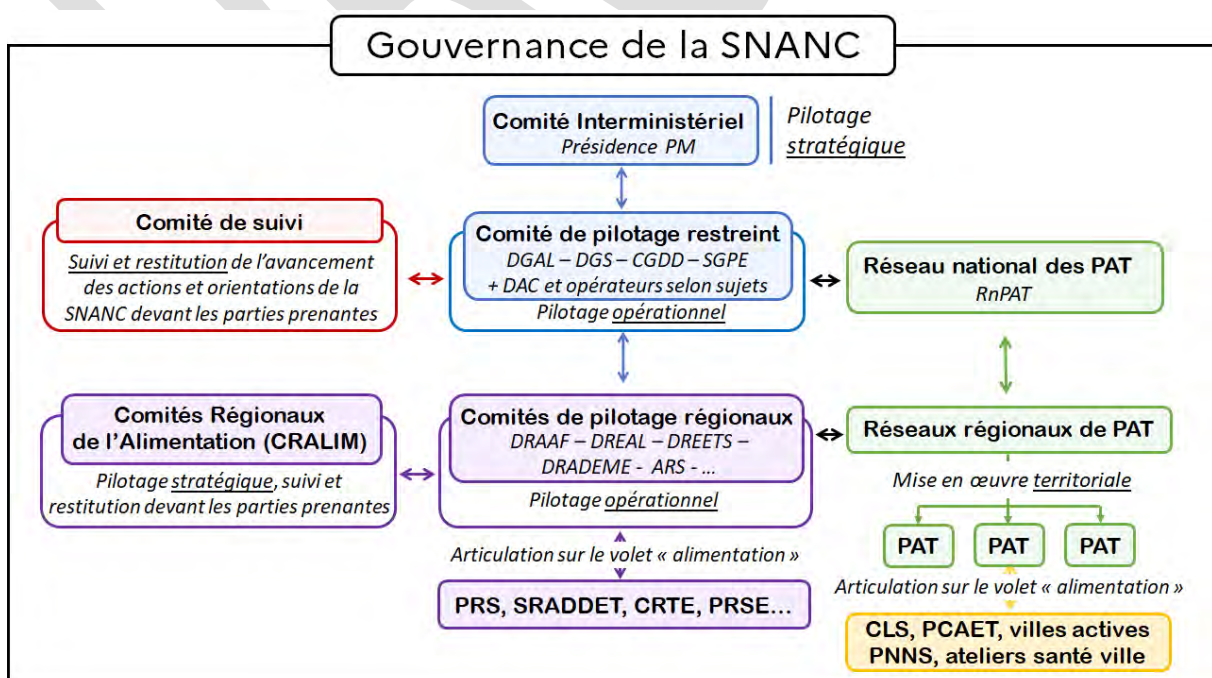 Gouvernance de la SNANC
Comité Interministériel
Présidence PM
Pilotage
stratégique
Comité de suivi
Suivi et restitution de l'avancement
des actions et orientations de la
SNANC devant les parties prenantes
Comité de pilotage restreint
DGAL – DGS – CGDD – SGPE
+ DAC et opérateurs selon sujets
Pilotage opérationnel
Réseau national des PAT
RnPAT
Comités Régionaux
de l'Alimentation (CRALIM)
Pilotage stratégique, suivi et
restitution devant les parties prenantes
Comités de pilotage régionaux
DRAAF – DREAL – DREETS –
DRADEME - ARS - ...
Pilotage opérationnel
Réseaux régionaux de PAT
Mise en œuvre territoriale
PAT
PAT
PAT
Articulation sur le volet « alimentation »
PRS, SRADDET, CRTE, PRSE...
Articulation sur le volet « alimentation »
CLS, PCAET, villes actives
PNNS, ateliers santé ville